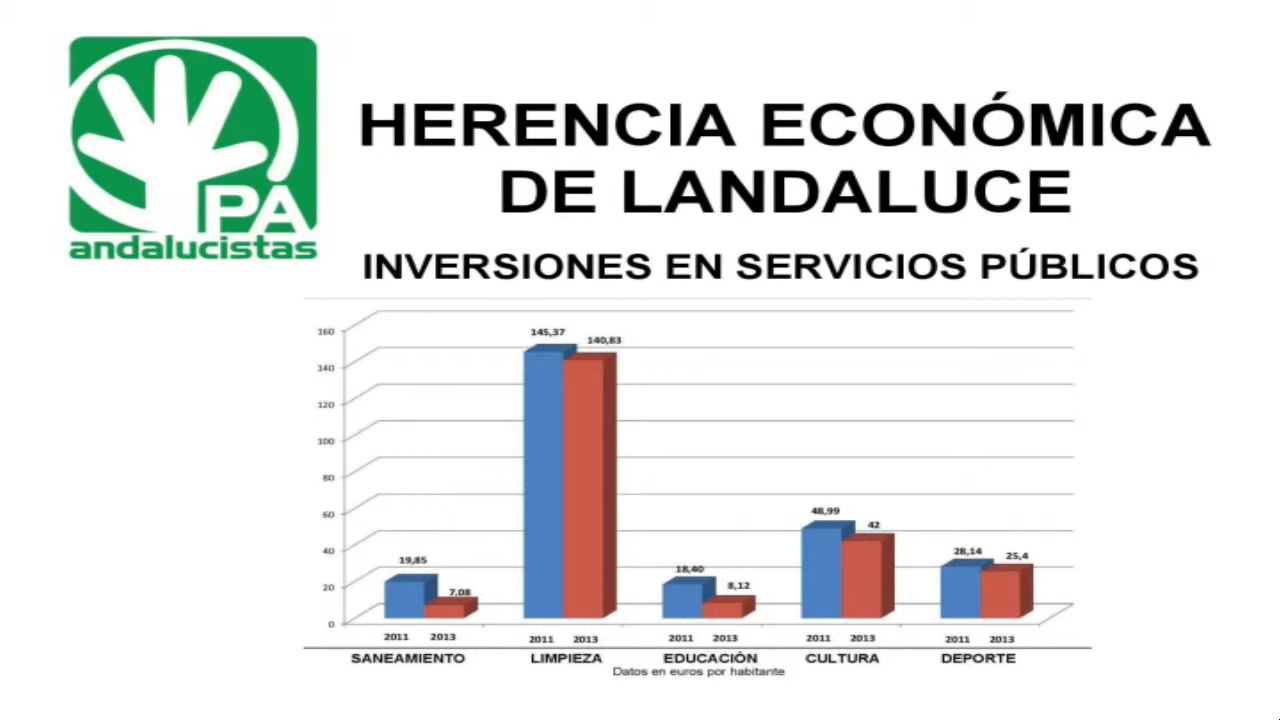 PA
andalucistas
HERENCIA ECONÓMICA
DE LANDALUCE
INVERSIONES EN SERVICIOS PÚBLICOS
160
140
120
100
80
60
40
20
0
19,85
7,08
145,37
140,83
18,40
8,12
48,99
42
28,14
25,4
2011 2013 2011 2013 2011 2013 2011 2013 2011 2013
SANEAMIENTO LIMPIEZA EDUCACIÓN CULTURA DEPORTE
Datos en euros por habitante